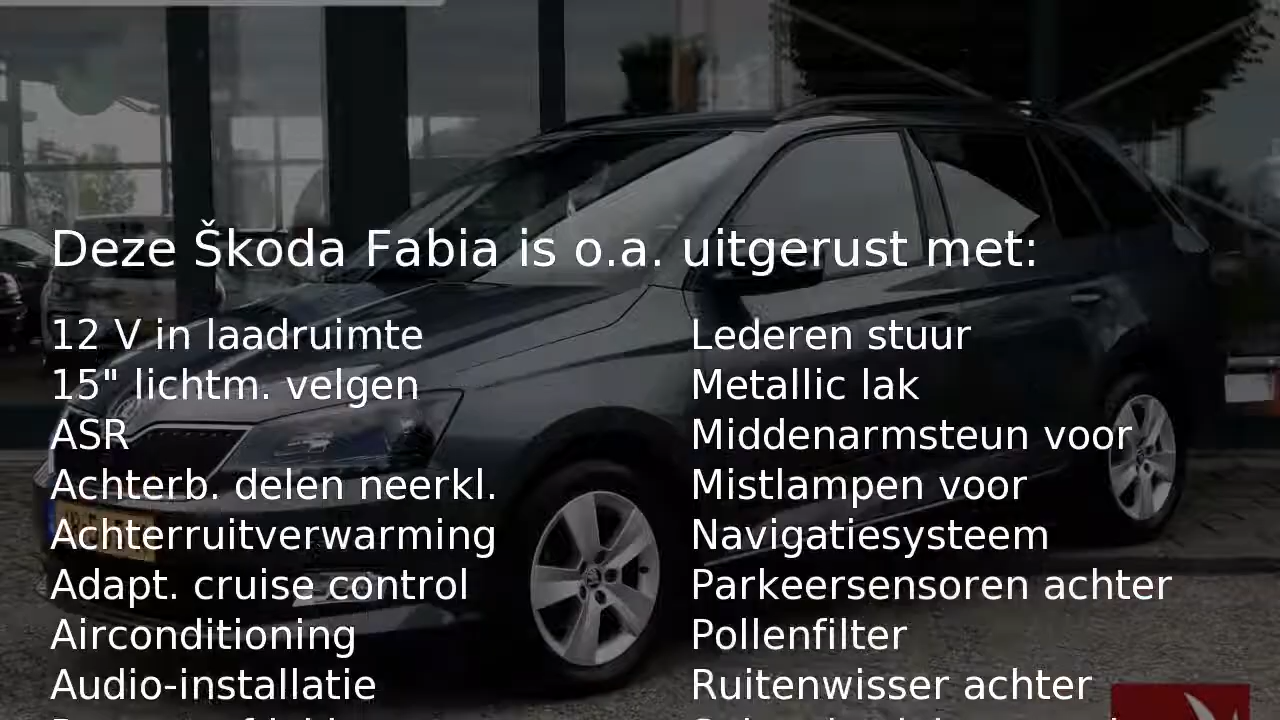 Deze Škoda Fabia is o.a. uitgerust met:
12 V in laadruimte
15" lichtm. velgen
ASR
Achterb. delen neerkl.
Achterruitverwarming
Adapt. cruise control
Airconditioning
Audio-installatie
Lederen stuur
Metallic lak
Middenarmsteun voor
Mistlampen voor
Navigatiesysteem
Parkeersensoren achter
Pollenfilter
Ruitenwisser achter